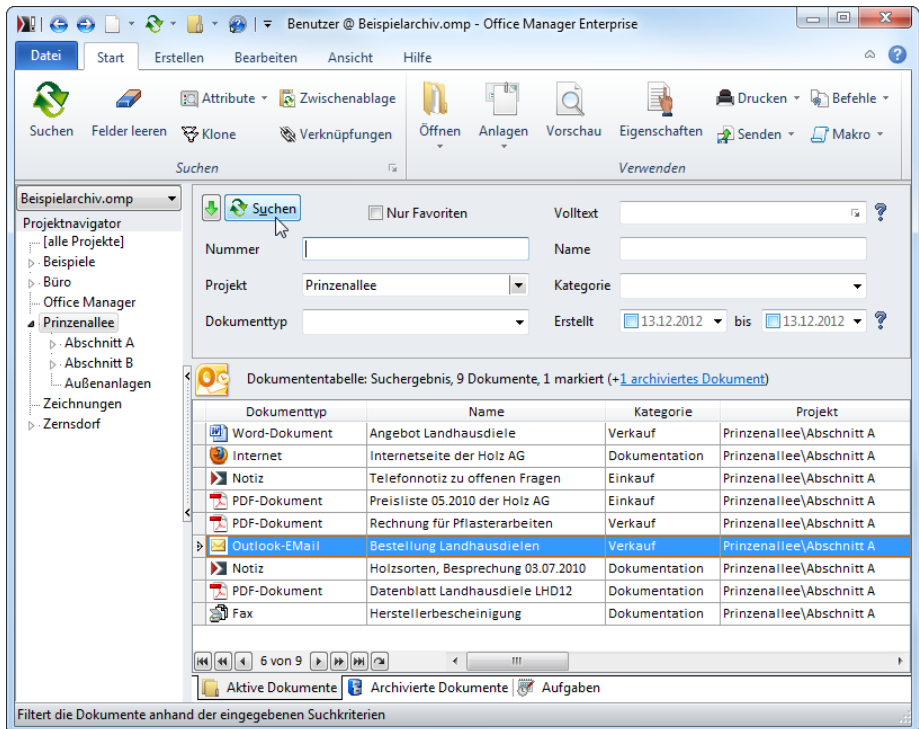 Benutzer @ Beispielarchiv.omp - Office Manager Enterprise
Datei Start Erstellen Bearbeiten Ansicht Hilfe
Suchen Felder leeren Attribute Zwischenablage Klone Verknüpfungen Öffnen Anlagen Vorschau Eigenschaften Drucken Befehle Senden Makro
Suchen Verwenden
Beispielarchiv.omp
Projektnavigator
[alle Projekte]
Beispiele
Büro
Office Manager
Prinzenallee
Abschnitt A
Abschnitt B
Außenanlagen
Zeichnungen
Zernsdorf
Suchen Nur Favoriten Volltext
Nummer Name
Projekt Prinzenallee Kategorie
Dokumenttyp Erstellt 13.12.2012 bis 13.12.2012
Dokumententabelle: Suchergebnis, 9 Dokumente, 1 markiert (+1 archiviertes Dokument)
Dokumenttyp Name Kategorie Projekt
Word-Dokument Angebot Landhausdiele Verkauf Prinzenallee\Abschnitt A
Internet Internetseite der Holz AG Dokumentation Prinzenallee\Abschnitt A
Notiz Telefonnotiz zu offenen Fragen Einkauf Prinzenallee\Abschnitt A
PDF-Dokument Preisliste 05.2010 der Holz AG Einkauf Prinzenallee\Abschnitt A
PDF-Dokument Rechnung für Pflasterarbeiten Verkauf Prinzenallee\Abschnitt A
Outlook-EMail Bestellung Landhausdielen Verkauf Prinzenallee\Abschnitt A
Notiz Holzsorten, Besprechung 03.07.2010 Dokumentation Prinzenallee\Abschnitt A
PDF-Dokument Datenblatt Landhausdiele LHD12 Dokumentation Prinzenallee\Abschnitt A
Fax Herstellerbescheinigung Dokumentation Prinzenallee\Abschnitt A
6 von 9
Aktive Dokumente Archivierte Dokumente Aufgaben
Filtert die Dokumente anhand der eingegebenen Suchkriterien